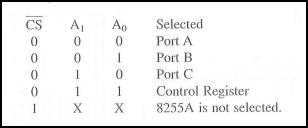 C̅S̅ A₁ A₀ Selected
0 0 0 Port A
0 0 1 Port B
0 1 0 Port C
0 1 1 Control Register
1 X X 8255A is not selected.